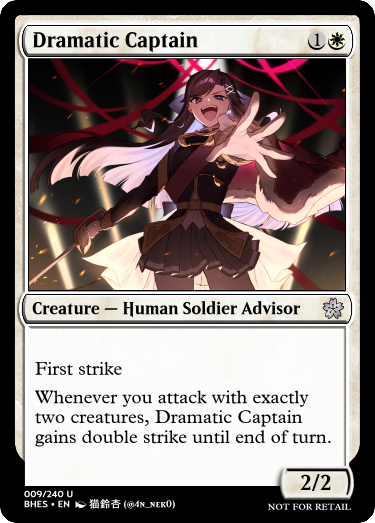 Dramatic Captain 1
Creature — Human Soldier Advisor
First strike
Whenever you attack with exactly
two creatures, Dramatic Captain
gains double strike until end of turn.
2/2
009/240 U
BHES • EN 猫鈴杏 (@4N_NEK0)
NOT FOR RETAIL